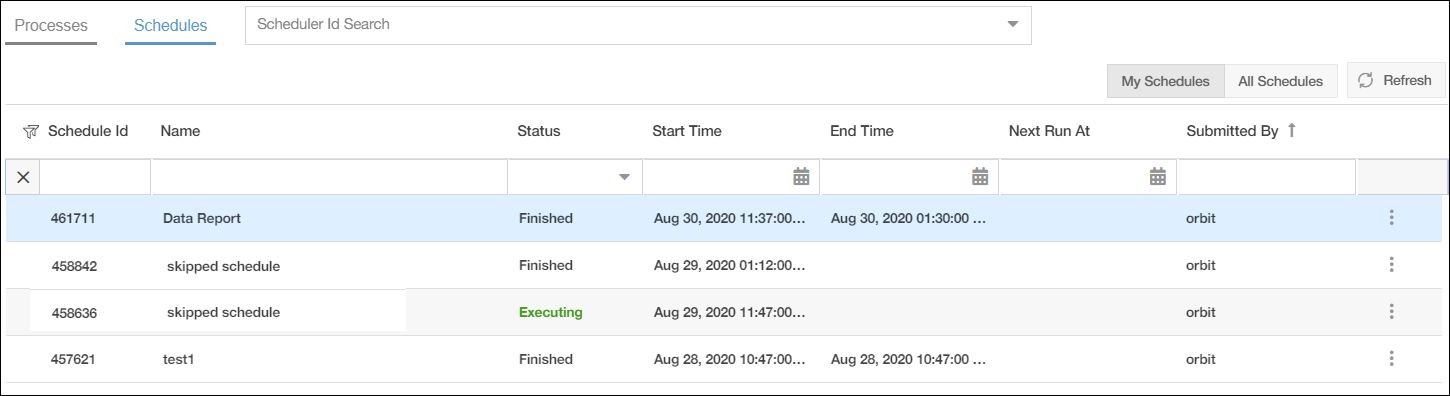 Processes Schedules Scheduler Id Search
My Schedules All Schedules Refresh
Schedule Id Name Status Start Time End Time Next Run At Submitted By
461711 Data Report Finished Aug 30, 2020 11:37:00... Aug 30, 2020 01:30:00 ... orbit
458842 skipped schedule Finished Aug 29, 2020 01:12:00... orbit
458636 skipped schedule Executing Aug 29, 2020 11:47:00... orbit
457621 test1 Finished Aug 28, 2020 10:47:00... Aug 28, 2020 10:47:00 ... orbit